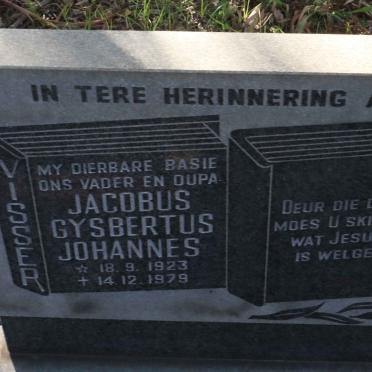 IN TERE HERINNERING A
VISSER
MY DIERBARE BASIE
ONS VADER EN OUPA
JACOBUS
GYSBERTUS
JOHANNES
* 18.9.1923
+ 14.12.1979
DEUR DIE
MOES U SKI
WAT JESU
IS WELGE